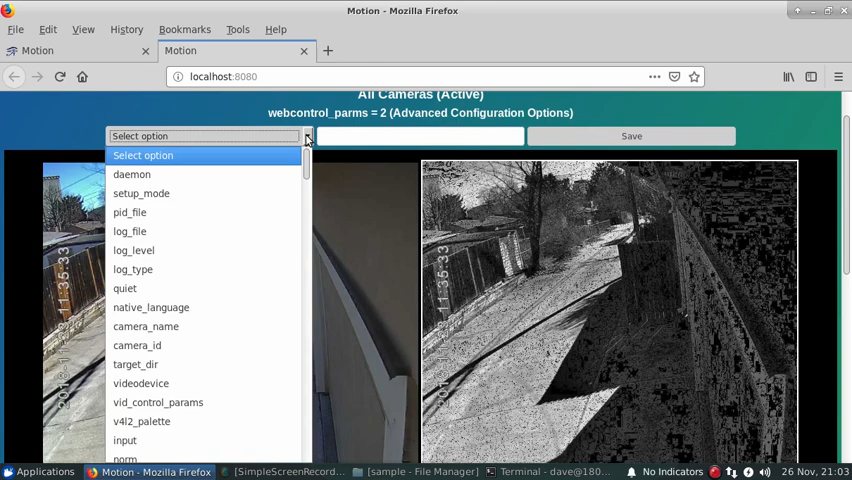 Motion - Mozilla Firefox
File Edit View History Bookmarks Tools Help
Motion
Motion
localhost:8080
All Cameras (Active)
webcontrol_parms = 2 (Advanced Configuration Options)
Select option
Save
Select option
daemon
setup_mode
pid_file
log_file
log_level
log_type
quiet
native_language
camera_name
camera_id
target_dir
videodevice
vid_control_params
v4l2_palette
input
norm
Applications
Motion - Mozilla Firefox
[SimpleScreenRecord...
[sample - File Manager]
Terminal - dave@180...
No Indicators
26 Nov, 21:03